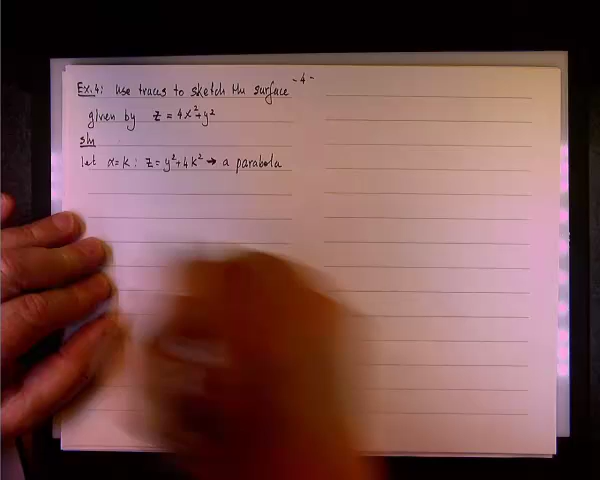 -4-
Ex.4: Use traces to sketch the surface
given by z = 4x²+y²
Sln
let x=k: z=y²+4k² → a parabola